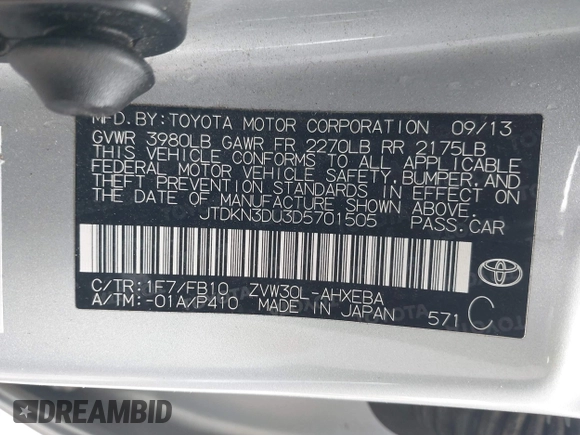 MFD. BY: TOYOTA MOTOR CORPORATION 09/13
GVWR 3980LB GAWR FR 2270LB RR 2175LB
THIS VEHICLE CONFORMS TO ALL APPLICABLE
FEDERAL MOTOR VEHICLE SAFETY, BUMPER, AND
THEFT PREVENTION STANDARDS IN EFFECT ON
THE DATE OF MANUFACTURE SHOWN ABOVE.
JTDKN3DU3D5701505 PASS.CAR
C/TR:1F7/FB10 ZVW30L-AHXEBA
A/TM:-01A/P410 MADE IN JAPAN 571 C
TOYOTA
DREAMBID